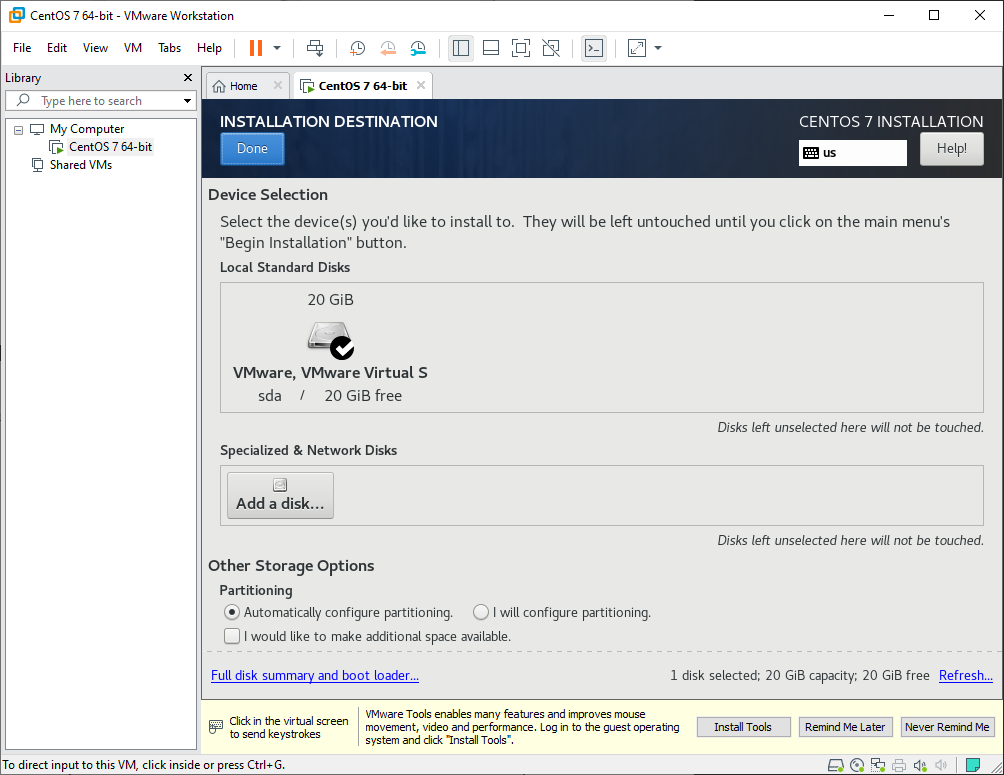 CentOS 7 64-bit - VMware Workstation
File Edit View VM Tabs Help
Library
Type here to search
My Computer
CentOS 7 64-bit
Shared VMs
Home
CentOS 7 64-bit
INSTALLATION DESTINATION
CENTOS 7 INSTALLATION
Done
us
Help!
Device Selection
Select the device(s) you'd like to install to.  They will be left untouched until you click on the main menu's
"Begin Installation" button.
Local Standard Disks
20 GiB
VMware, VMware Virtual S
sda / 20 GiB free
Disks left unselected here will not be touched.
Specialized & Network Disks
Add a disk...
Disks left unselected here will not be touched.
Other Storage Options
Partitioning
Automatically configure partitioning. I will configure partitioning.
I would like to make additional space available.
Full disk summary and boot loader...
1 disk selected; 20 GiB capacity; 20 GiB free Refresh...
Click in the virtual screen
to send keystrokes
VMware Tools enables many features and improves mouse
movement, video and performance. Log in to the guest operating
system and click "Install Tools".
Install Tools
Remind Me Later
Never Remind Me
To direct input to this VM, click inside or press Ctrl+G.